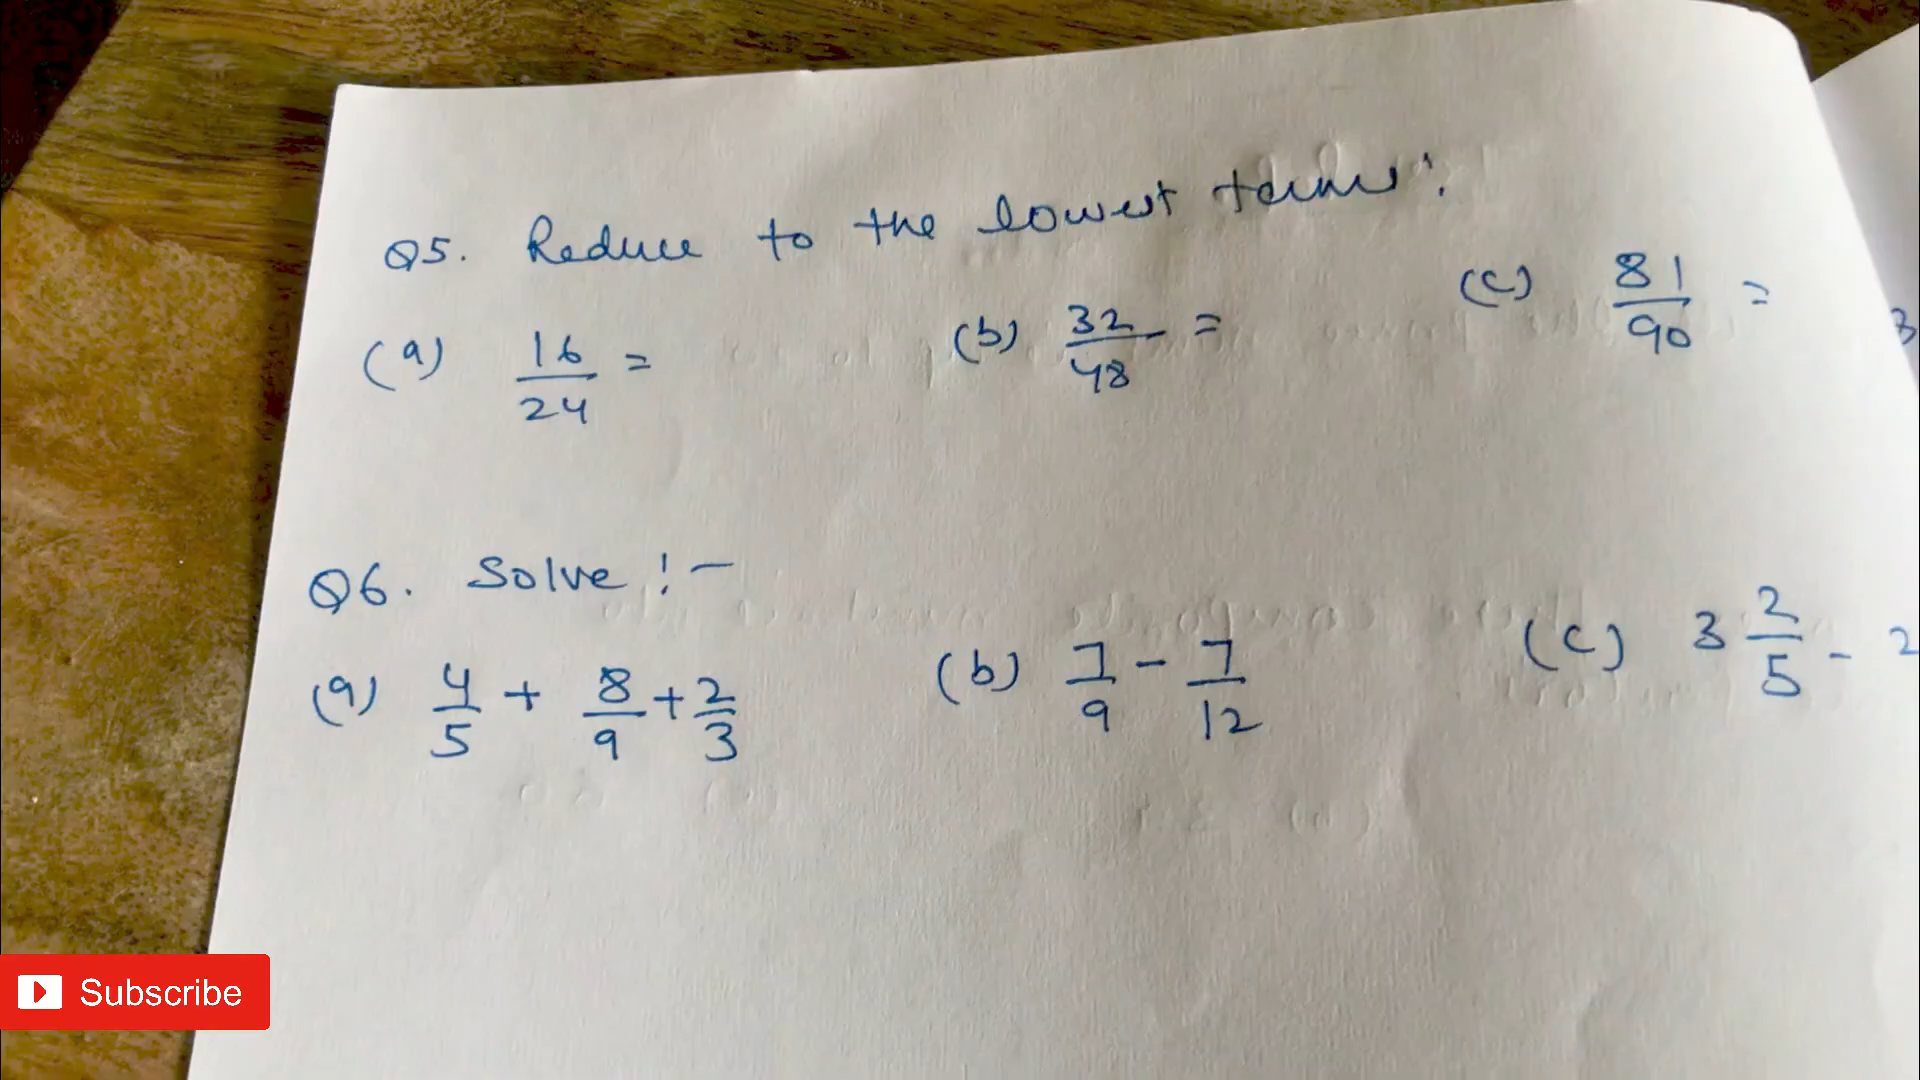 Q5. Reduce to the lowest terms:
(a) 16/24 = (b) 32/48 = (c) 81/90 =
3
Q6. Solve :-
(a) 4/5 + 8/9 + 2/3 (b) 7/9 - 7/12 (c) 3 2/5 - 2
Subscribe